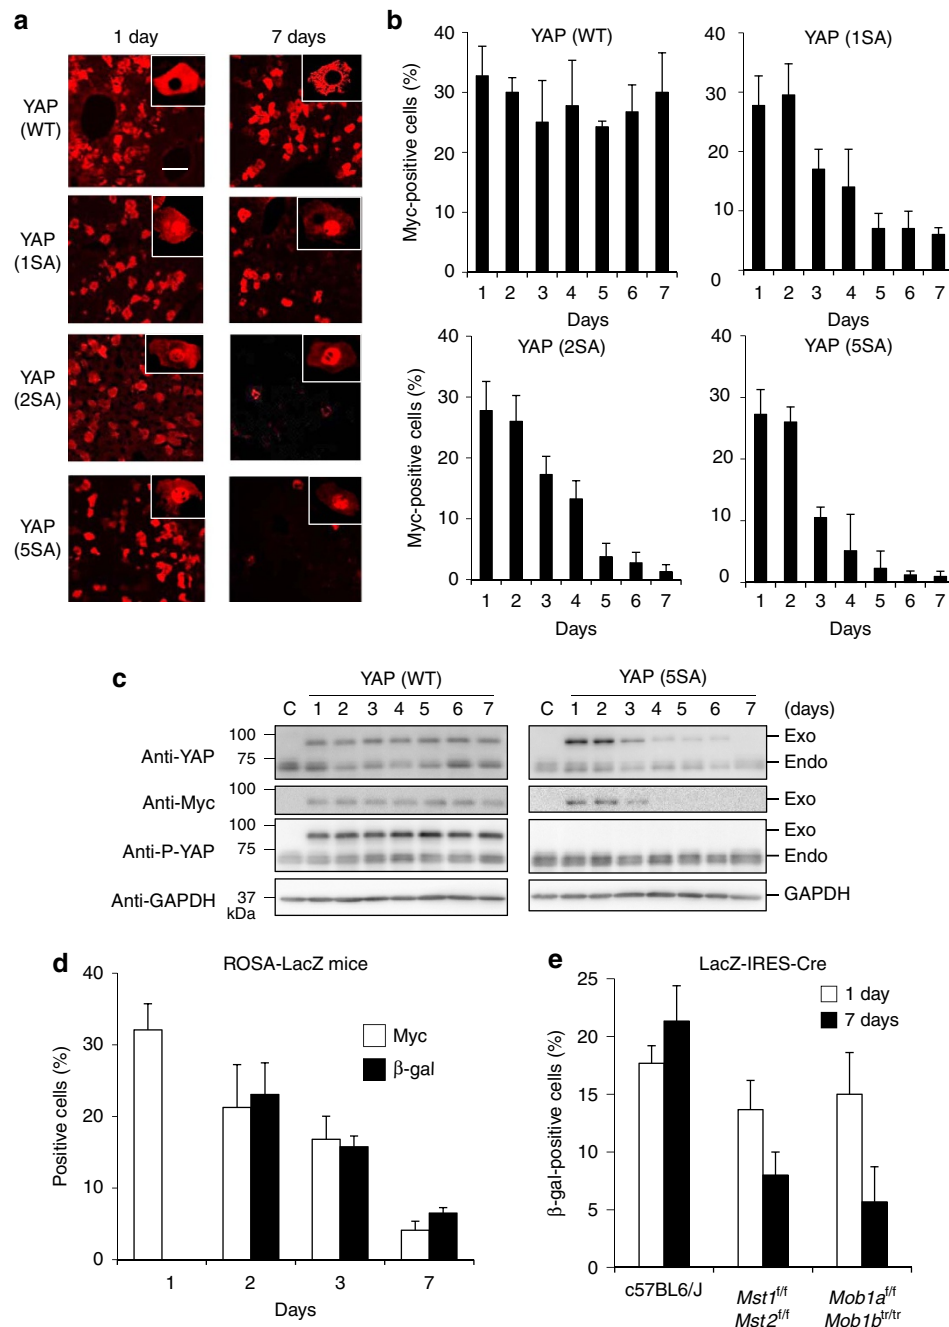 a
1 day 7 days
YAP (WT)
YAP (1SA)
YAP (2SA)
YAP (5SA)
b
YAP (WT)
Myc-positive cells (%)
40
30
20
10
0
1 2 3 4 5 6 7
Days
YAP (1SA)
40
30
20
10
0
1 2 3 4 5 6 7
Days
YAP (2SA)
Myc-positive cells (%)
40
30
20
10
0
1 2 3 4 5 6 7
Days
YAP (5SA)
40
30
20
10
0
1 2 3 4 5 6 7
Days
c
YAP (WT) YAP (5SA)
C 1 2 3 4 5 6 7 C 1 2 3 4 5 6 7 (days)
Anti-YAP 100 75 Exo Endo
Anti-Myc 100 Exo
Anti-P-YAP 100 75 Exo Endo
Anti-GAPDH 37 GAPDH
kDa
d
ROSA-LacZ mice
Positive cells (%)
40
30
20
10
0
Myc
β-gal
1 2 3 7
Days
e
LacZ-IRES-Cre
β-gal-positive cells (%)
25
20
15
10
5
0
1 day
7 days
c57BL6/J
Mst1f/f
Mst2f/f
Mob1af/f
Mob1btr/tr